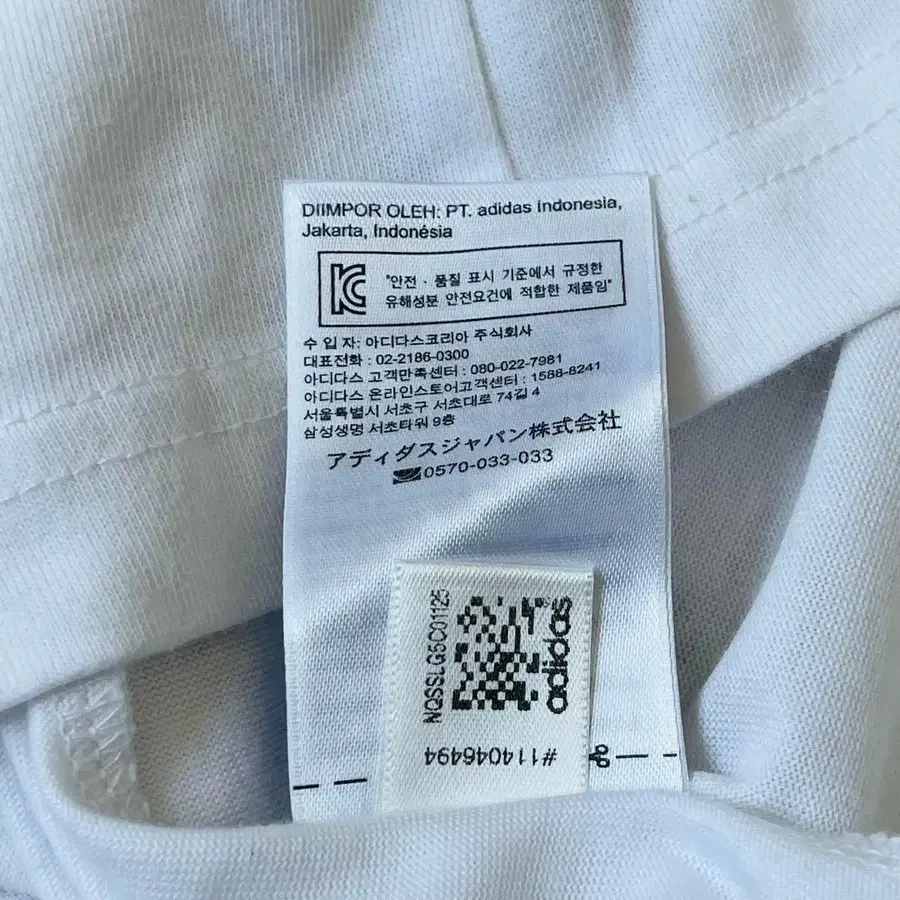 DIIMPOR OLEH: PT. adidas Indonesia,
Jakarta, Indonésia
"안전 · 품질 표시 기준에서 규정한
유해성분 안전요건에 적합한 제품임"
수 입 자: 아디다스코리아 주식회사
대표전화 : 02-2186-0300
아디다스 고객만족센터 : 080-022-7981
아디다스 온라인스토어고객센터 : 1588-8241
서울특별시 서초구 서초대로 74길 4
삼성생명 서초타워 9층
アディダスジャパン株式会社
0570-033-033
NQSSLG5C01125
adidas
#114046494